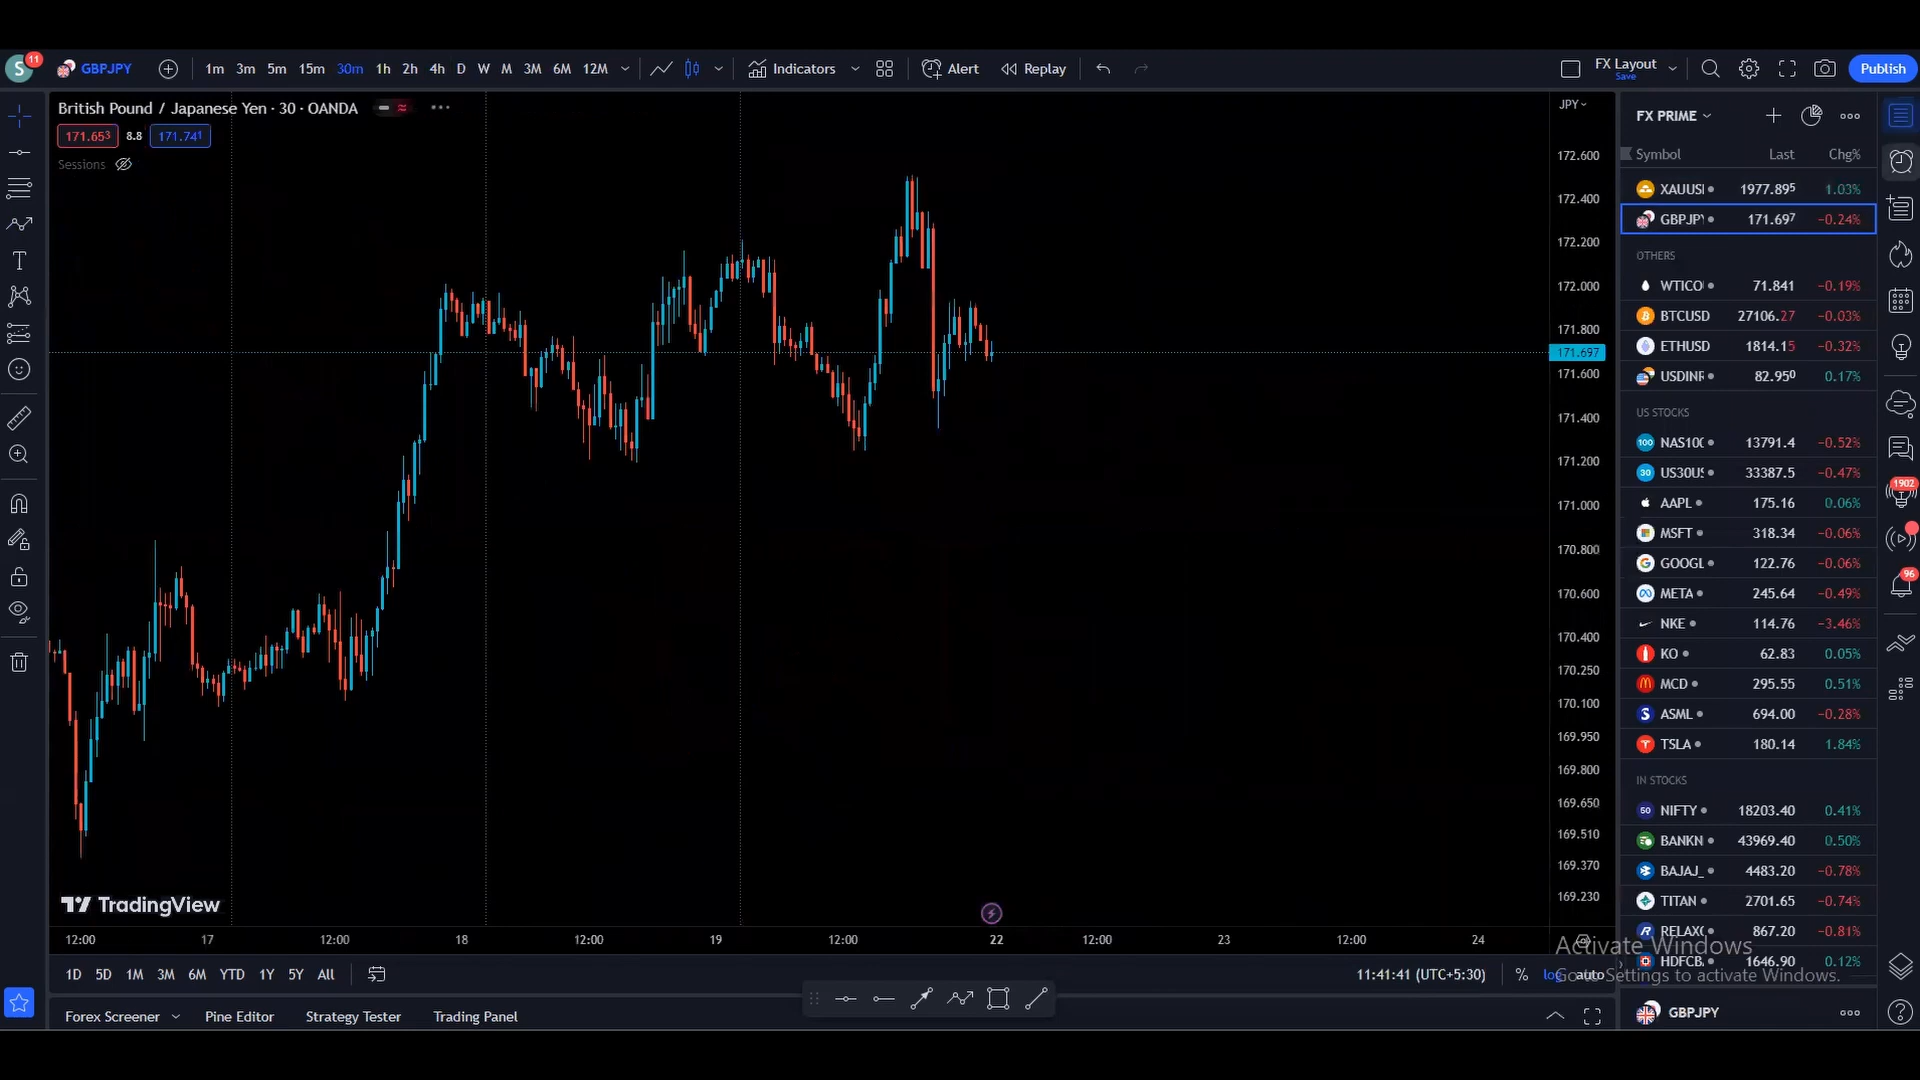 S 11 GBPJPY 1m 3m 5m 15m 30m 1h 2h 4h D W M 3M 6M 12M Indicators Alert Replay FX Layout Save Publish
British Pound / Japanese Yen · 30 · OANDA
171.653 8.8 171.741
Sessions
JPY
172.600
172.400
172.200
172.000
171.800
171.697
171.600
171.400
171.200
171.000
170.800
170.600
170.400
170.250
170.100
169.950
169.800
169.650
169.510
169.370
169.230
TradingView
12:00 17 12:00 18 12:00 19 12:00 22 12:00 23 12:00 24
1D 5D 1M 3M 6M YTD 1Y 5Y All 11:41:41 (UTC+5:30) % log auto
Forex Screener Pine Editor Strategy Tester Trading Panel
FX PRIME
Symbol Last Chg%
XAUUSI 1977.895 1.03%
GBPJPY 171.697 −0.24%
OTHERS
WTICO 71.841 −0.19%
BTCUSD 27106.27 −0.03%
ETHUSD 1814.15 −0.32%
USDINR 82.950 0.17%
US STOCKS
100 NAS100 13791.4 −0.52%
30 US30US 33387.5 −0.47%
AAPL 175.16 0.06%
MSFT 318.34 −0.06%
GOOGL 122.76 −0.06%
META 245.64 −0.49%
NKE 114.76 −3.46%
KO 62.83 0.05%
MCD 295.55 0.51%
ASML 694.00 −0.28%
TSLA 180.14 1.84%
IN STOCKS
50 NIFTY 18203.40 0.41%
BANKN 43969.40 0.50%
BAJAJ_ 4483.20 −0.78%
TITAN 2701.65 −0.74%
RELAXO 867.20 −0.81%
HDFCB 1646.90 0.12%
GBPJPY
1902
96
Activate Windows
Go to Settings to activate Windows.